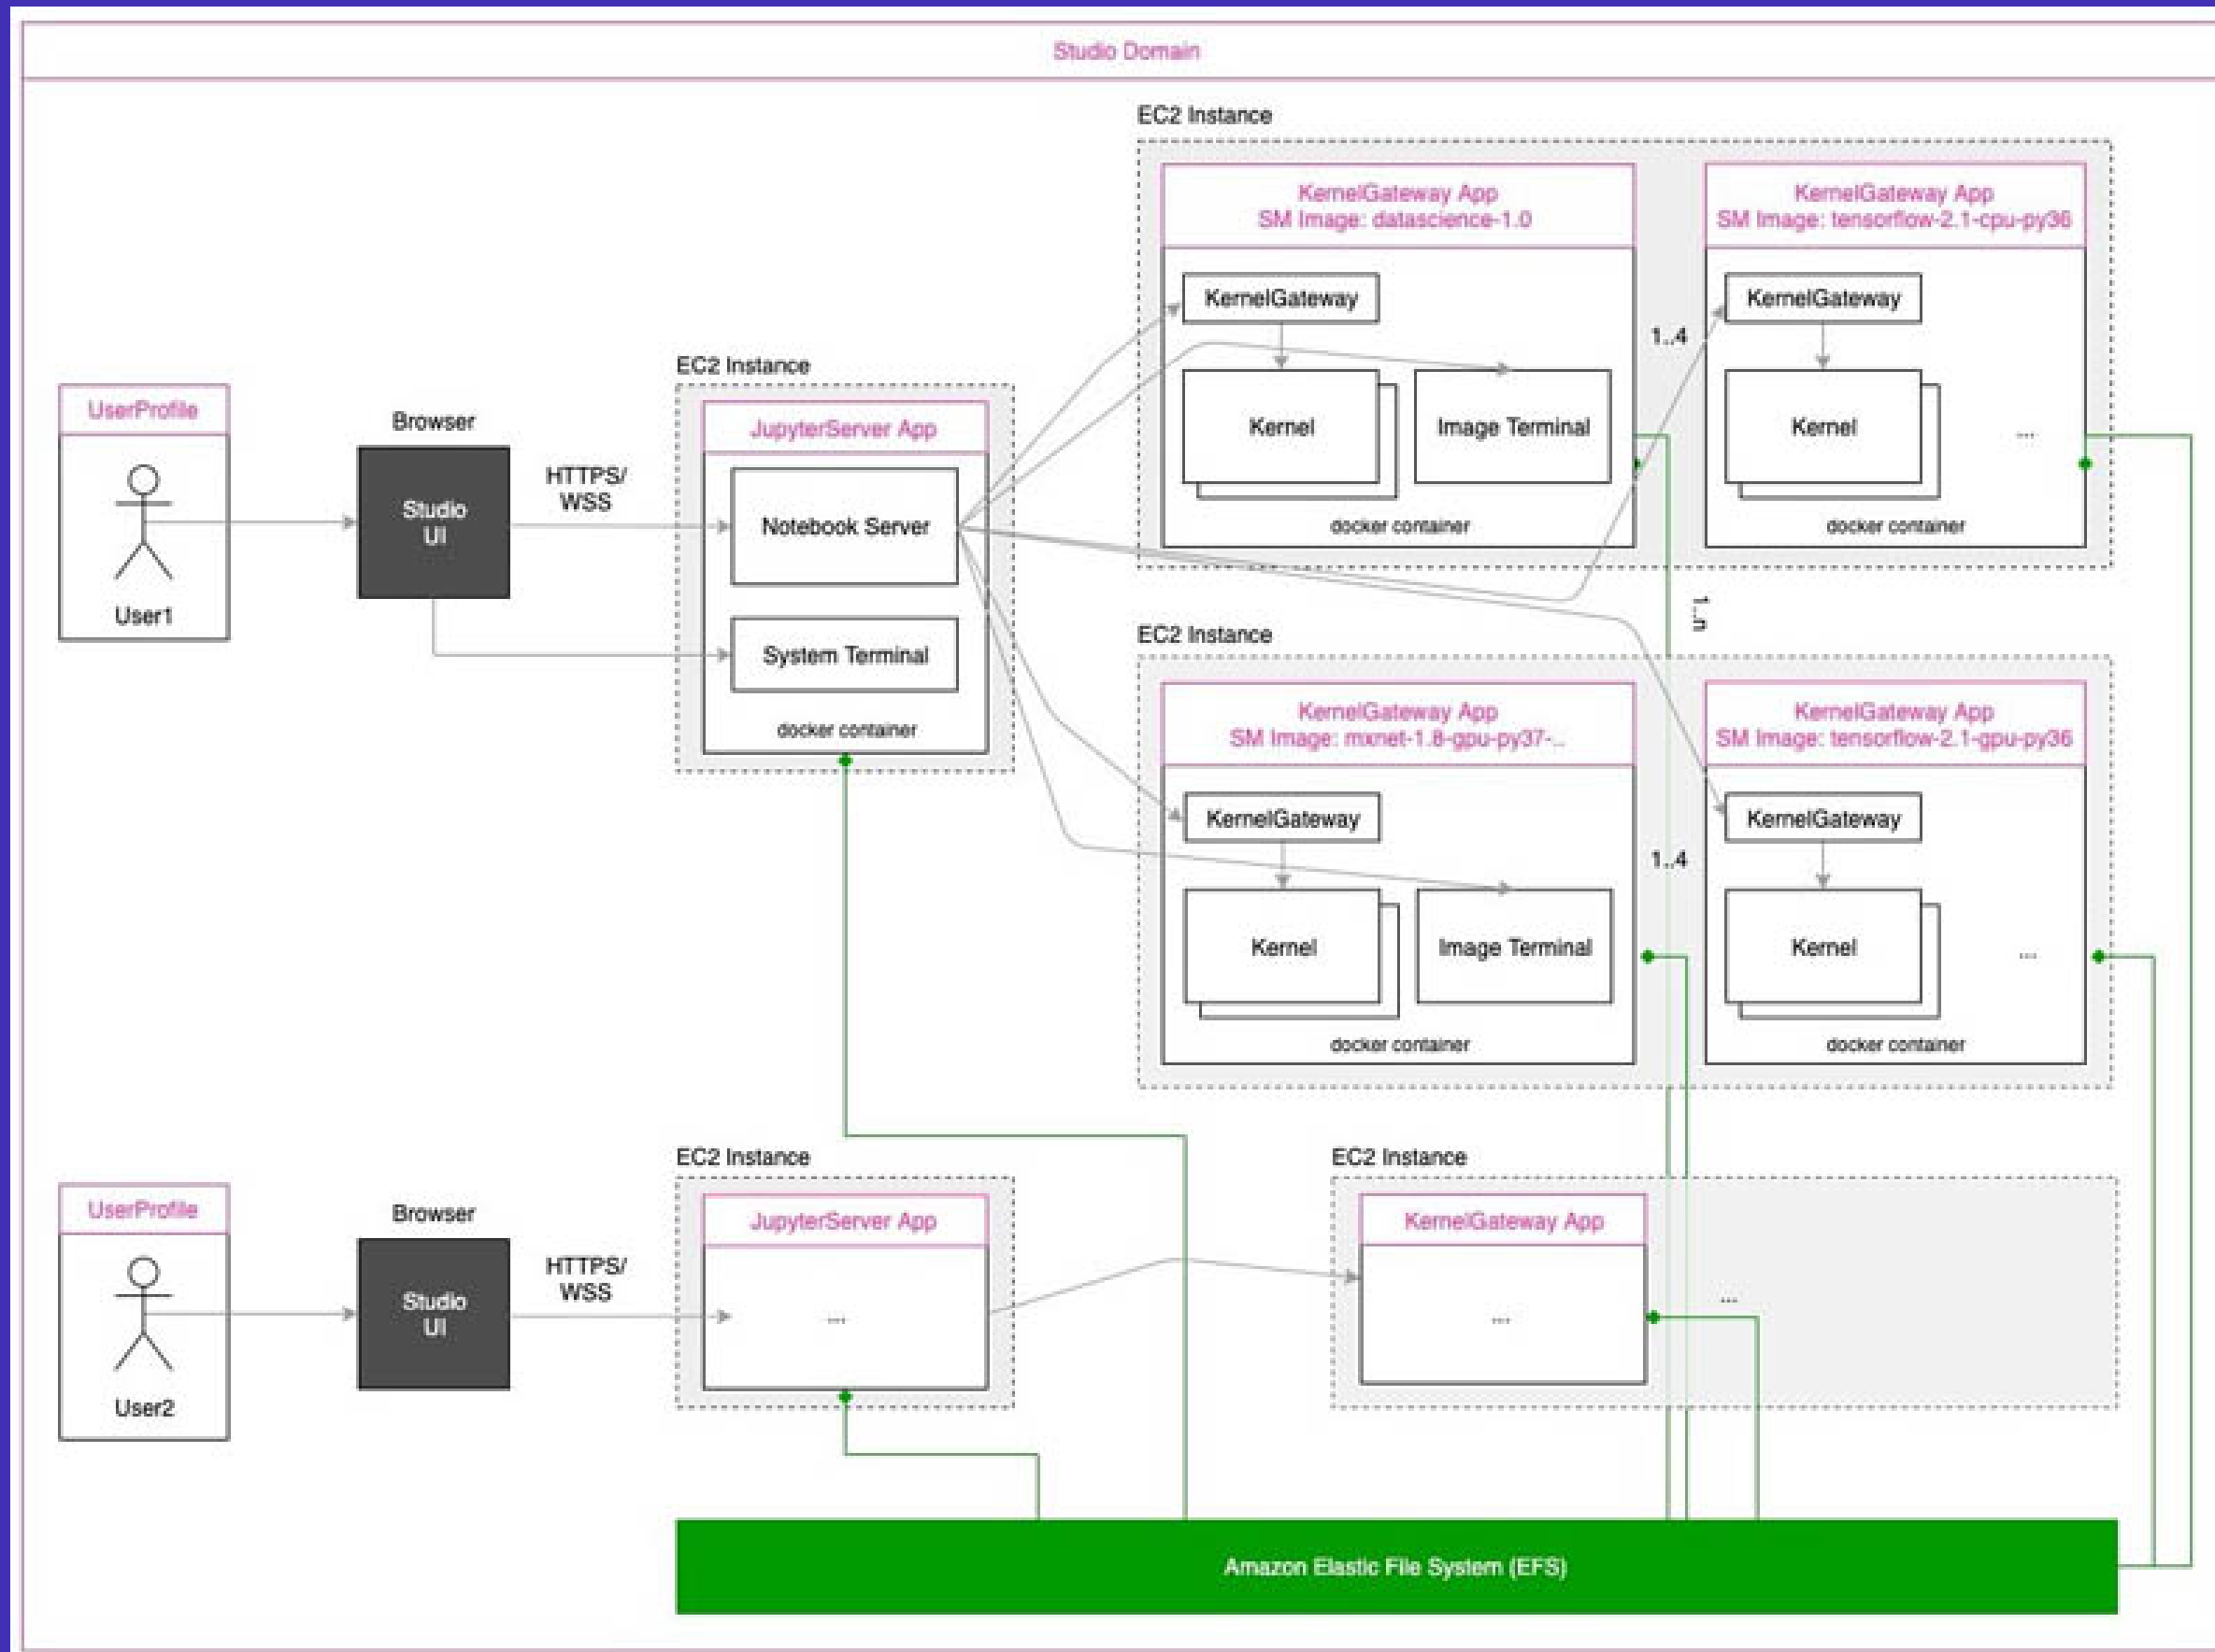 Studio Domain
EC2 Instance
KernelGateway App
SM Image: datascience-1.0
KernelGateway
Kernel
Image Terminal
docker container
1..4
KernelGateway App
SM Image: tensorflow-2.1-cpu-py36
KernelGateway
Kernel
...
docker container
UserProfile
User1
Browser
Studio
UI
HTTPS/
WSS
EC2 Instance
JupyterServer App
Notebook Server
System Terminal
docker container
1..n
EC2 Instance
KernelGateway App
SM Image: mxnet-1.8-gpu-py37-..
KernelGateway
Kernel
Image Terminal
docker container
1..4
KernelGateway App
SM Image: tensorflow-2.1-gpu-py36
KernelGateway
Kernel
...
docker container
UserProfile
User2
Browser
Studio
UI
HTTPS/
WSS
EC2 Instance
JupyterServer App
...
EC2 Instance
KernelGateway App
...
...
Amazon Elastic File System (EFS)